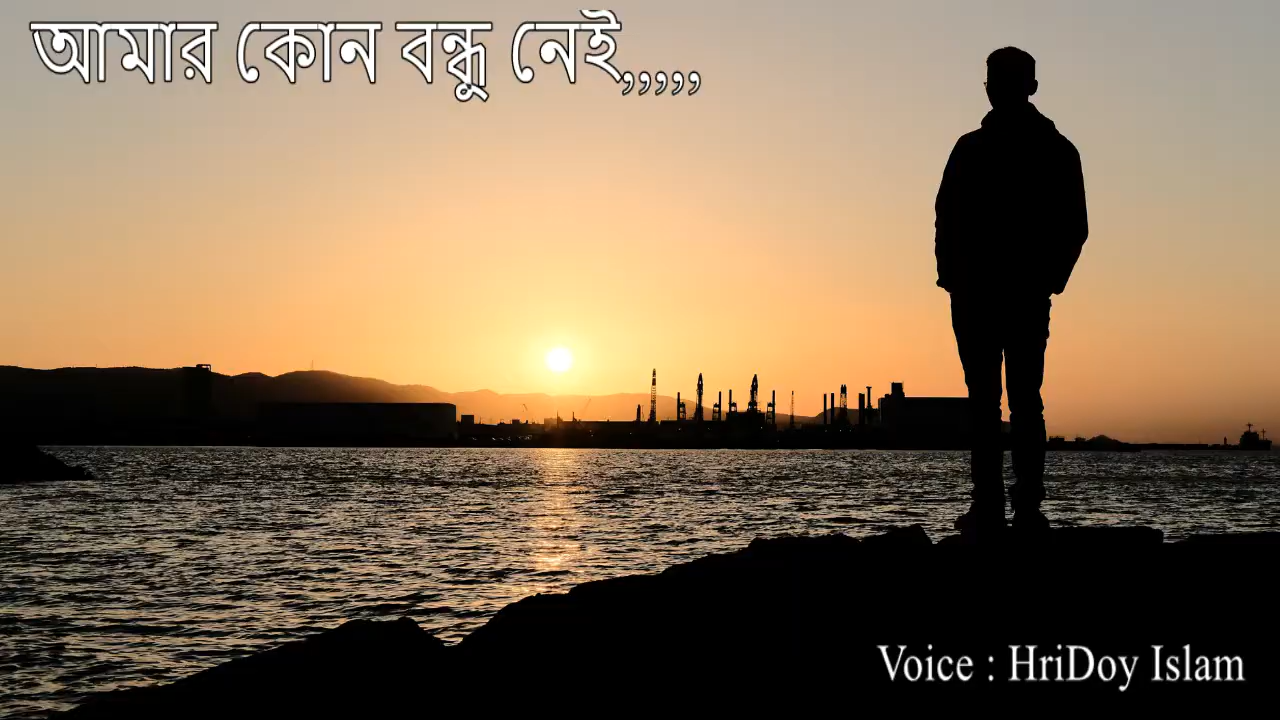 আমার কোন বন্ধু নেই,,,,,
Voice : HriDoy Islam